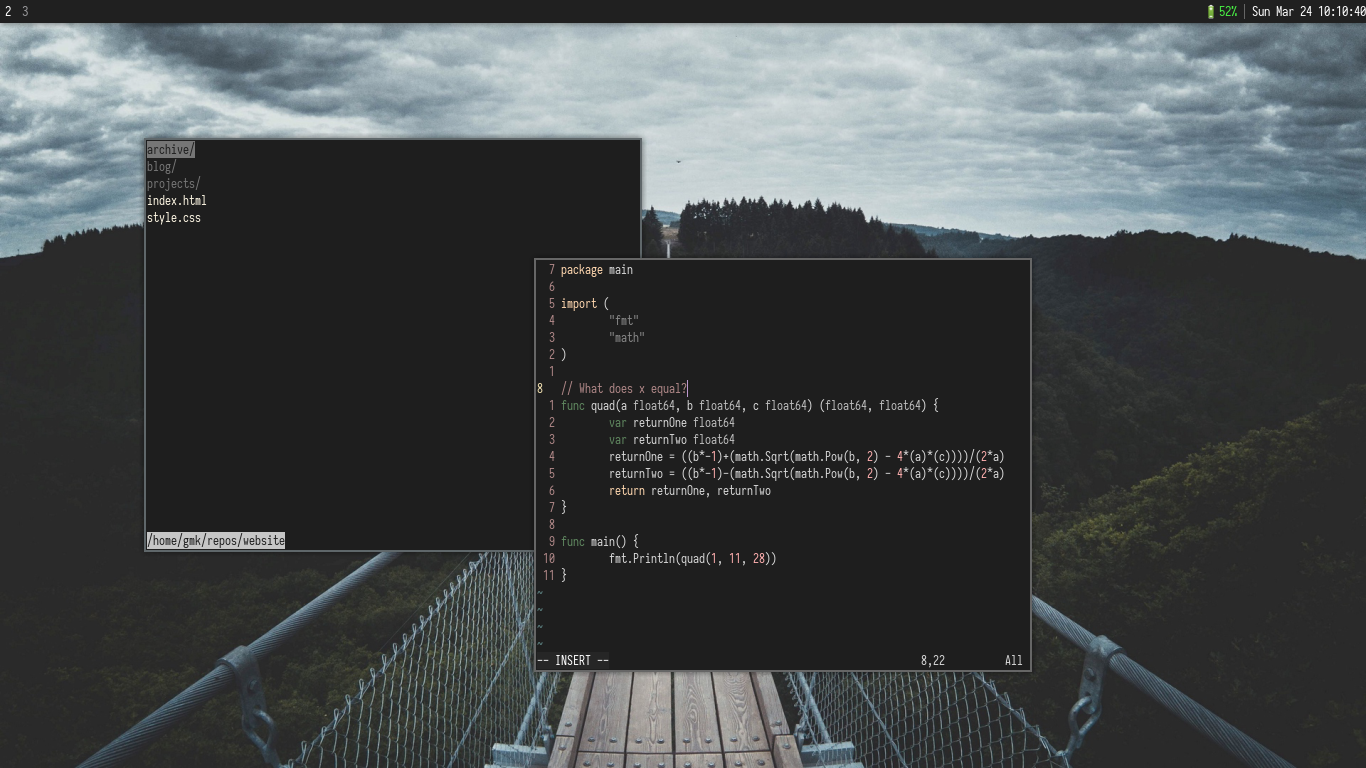 2 3
52% Sun Mar 24 10:10:40
archive/
blog/
projects/
index.html
style.css
/home/gmk/repos/website
7 package main
6
5 import (
4 "fmt"
3 "math"
2 )
1
8 // What does x equal?
1 func quad(a float64, b float64, c float64) (float64, float64) {
2 var returnOne float64
3 var returnTwo float64
4 returnOne = ((b*-1)+(math.Sqrt(math.Pow(b, 2) - 4*(a)*(c))))/(2*a)
5 returnTwo = ((b*-1)-(math.Sqrt(math.Pow(b, 2) - 4*(a)*(c))))/(2*a)
6 return returnOne, returnTwo
7 }
8
9 func main() {
10 fmt.Println(quad(1, 11, 28))
11 }
~
~
~
~
-- INSERT -- 8,22 All